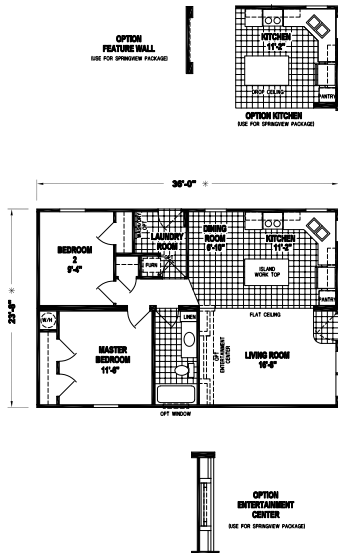 OPTION
FEATURE WALL
(USE FOR SPRINGVIEW PACKAGE)
KITCHEN
11'-2"
DROP CEILING
PANTRY
OPTION KITCHEN
(USE FOR SPRINGVIEW PACKAGE)
36'-0"
23'-6"
BEDROOM
2
9'-4"
LAUNDRY
ROOM
OPT
FURN
DINING
ROOM
6'-10"
KITCHEN
11'-2"
ISLAND
WORK TOP
PANTRY
W/H
LINEN
FLAT CEILING
MASTER
BEDROOM
11'-8"
OPT
ENTERTAINMENT
CENTER
LIVING ROOM
16'-6"
OPT WINDOW
OPTION
ENTERTAINMENT
CENTER
(USE FOR SPRINGVIEW PACKAGE)